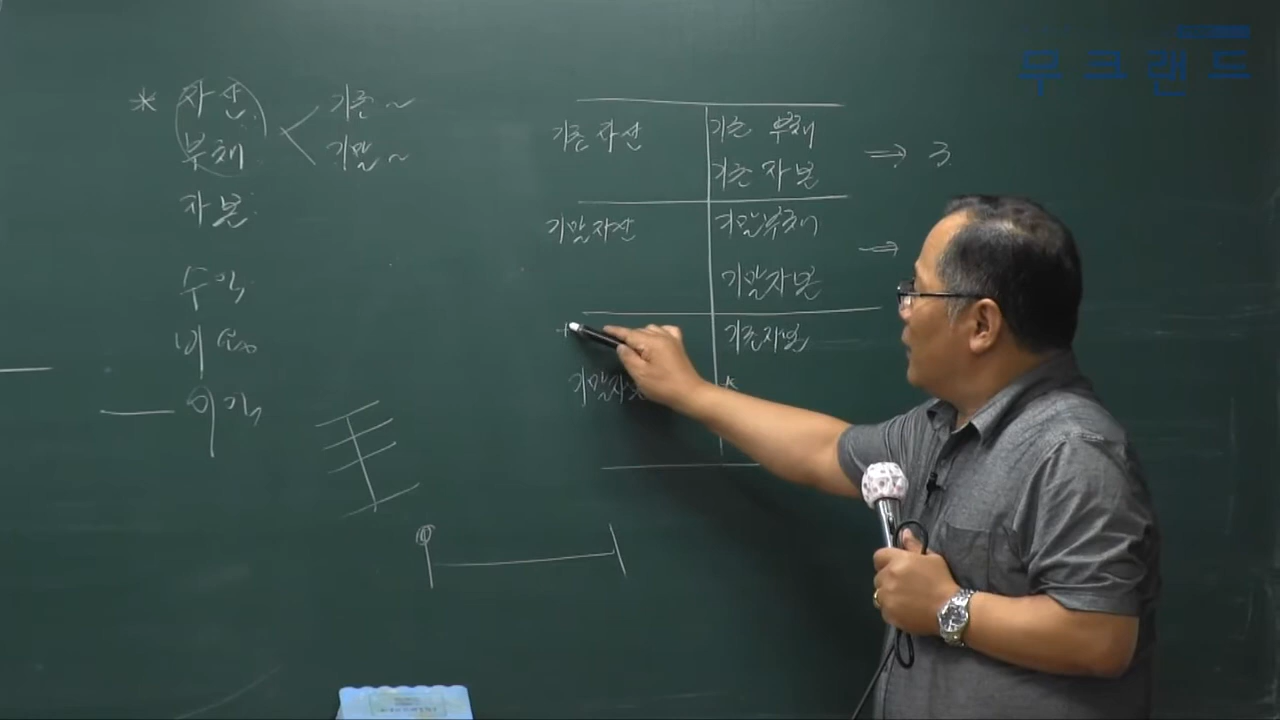 무크랜드
* 자산
부채
자본
수익
비용
이익
기초~
기말~
기초자산
기초 부채
기초 자본
⇒ 3
기말자산
기말부채
기말자본
→
기초자본
기말자본